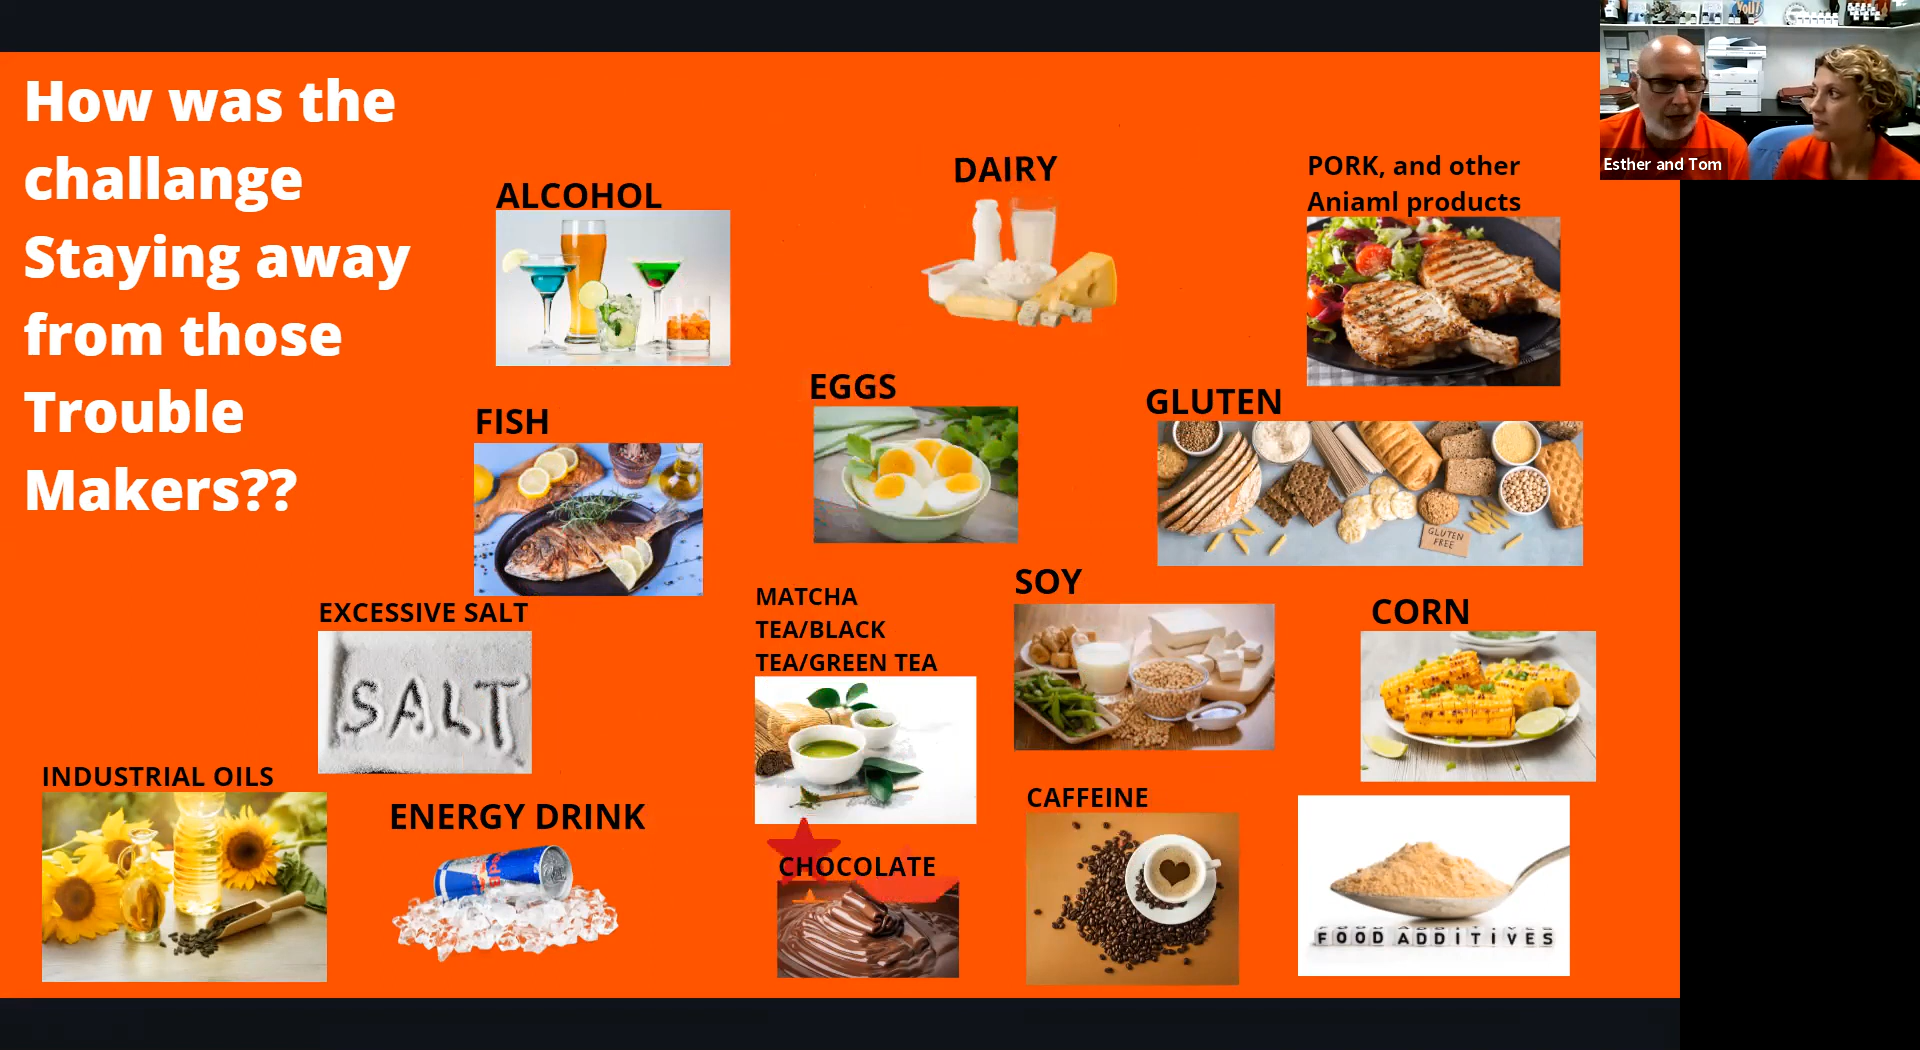 How was the
challange
Staying away
from those
Trouble
Makers??
ALCOHOL
DAIRY
PORK, and other
Aniaml products
FISH
EGGS
GLUTEN
GLUTEN
FREE
EXCESSIVE SALT
SALT
MATCHA
TEA/BLACK
TEA/GREEN TEA
SOY
CORN
INDUSTRIAL OILS
ENERGY DRINK
CHOCOLATE
CAFFEINE
FOOD ADDITIVES
Esther and Tom